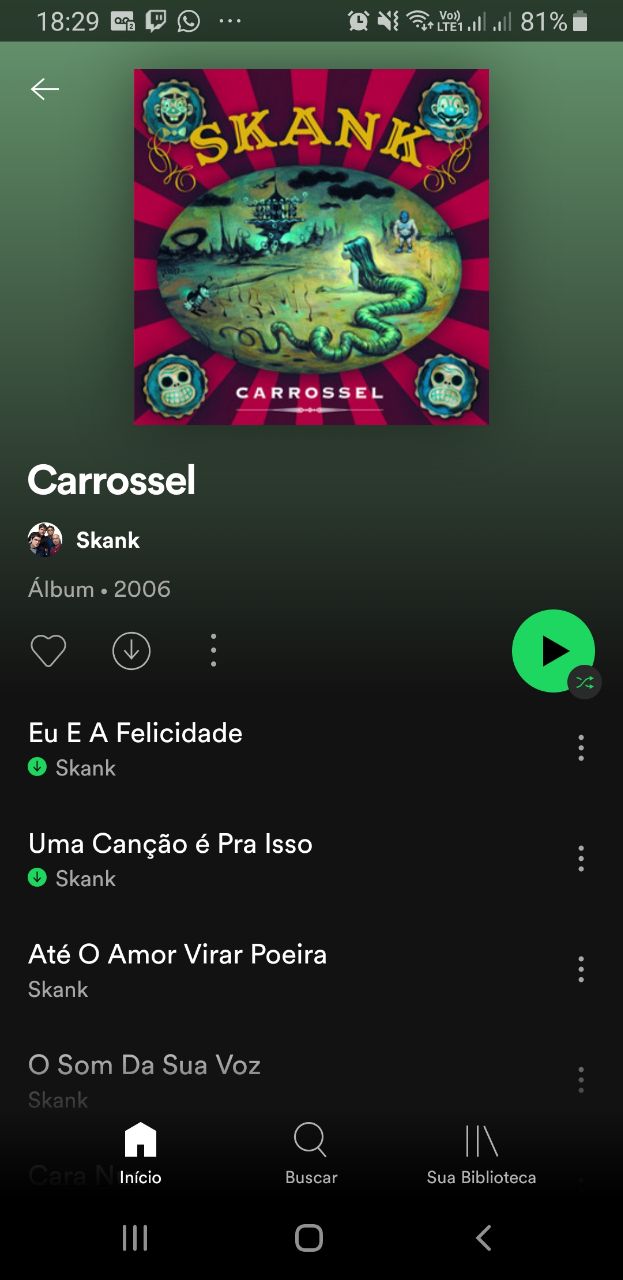 18:29
Vo)) LTE1
81%
SKANK
CARROSSEL
Carrossel
Skank
Álbum • 2006
Eu E A Felicidade
Skank
Uma Canção é Pra Isso
Skank
Até O Amor Virar Poeira
Skank
O Som Da Sua Voz
Skank
Cara N
Início
Buscar
Sua Biblioteca